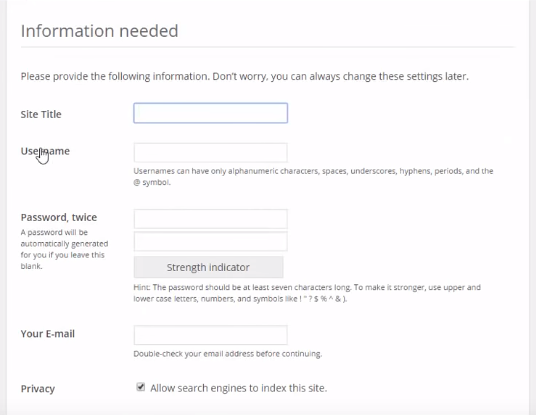 Information needed
Please provide the following information. Don't worry, you can always change these settings later.
Site Title
Username
Usernames can have only alphanumeric characters, spaces, underscores, hyphens, periods, and the
@ symbol.
Password, twice
A password will be
automatically generated
for you if you leave this
blank.
Strength indicator
Hint: The password should be at least seven characters long. To make it stronger, use upper and
lower case letters, numbers, and symbols like ! " ? $ % ^ & ).
Your E-mail
Double-check your email address before continuing.
Privacy
Allow search engines to index this site.